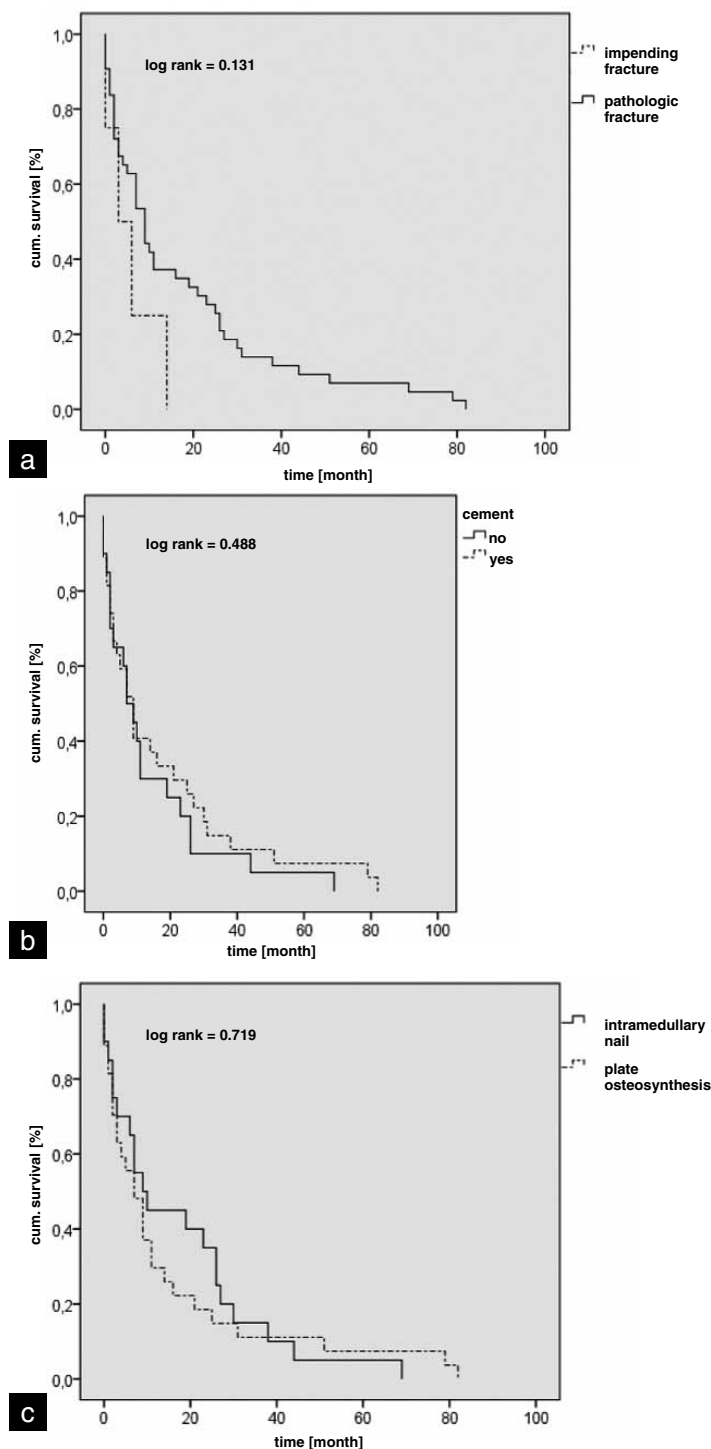 1,0
0,8
0,6
0,4
0,2
0,0
cum. survival [%]
log rank = 0.131
impending
fracture
pathologic
fracture
0 20 40 60 80 100
time [month]
a
1,0
0,8
0,6
0,4
0,2
0,0
cum. survival [%]
log rank = 0.488
cement
no
yes
0 20 40 60 80 100
time [month]
b
1,0
0,8
0,6
0,4
0,2
0,0
cum. survival [%]
log rank = 0.719
intramedullary
nail
plate
osteosynthesis
0 20 40 60 80 100
time [month]
c